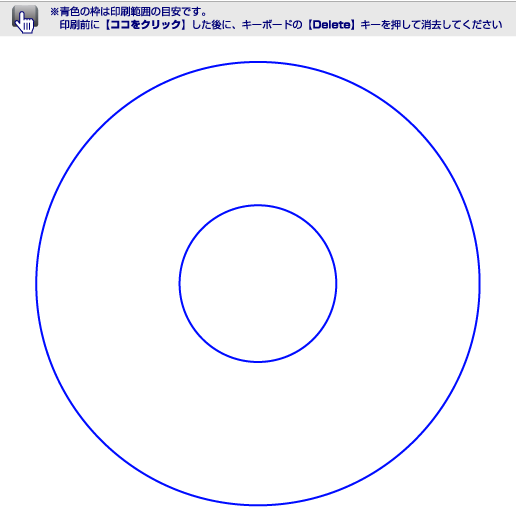 ※青色の枠は印刷範囲の目安です。
印刷前に【ココをクリック】した後に、キーボードの【Delete】キーを押して消去してください